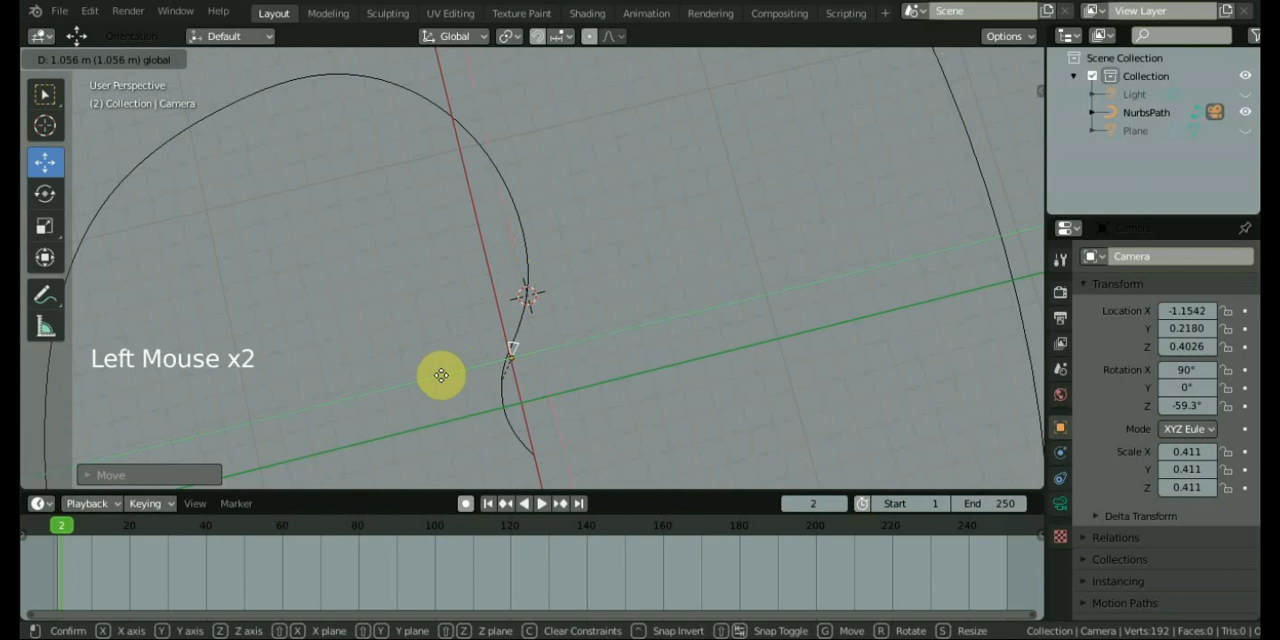 File Edit Render Window Help Layout Modeling Sculpting UV Editing Texture Paint Shading Animation Rendering Compositing Scripting + Scene View Layer
Orientation: Default Global Options
D: 1.056 m (1.056 m) global
User Perspective
(2) Collection | Camera
Scene Collection
Collection
Light
NurbsPath
Plane
Camera
Camera
Transform
Location X -1.1542
Y 0.2180
Z 0.4026
Rotation X 90°
Y 0°
Z -59.3°
Mode XYZ Eule
Scale X 0.411
Y 0.411
Z 0.411
Delta Transform
Relations
Collections
Instancing
Motion Paths
Left Mouse x2
Move
Playback Keying View Marker 2 Start 1 End 250
2 20 40 60 80 100 120 140 160 180 200 220 240
Confirm X X axis Y Y axis Z Z axis X X plane Y Y plane Z Z plane C Clear Constraints Snap Invert Snap Toggle G Move R Rotate S Resize Collection | Camera | Verts:192 | Faces:0 | Tris:0 |